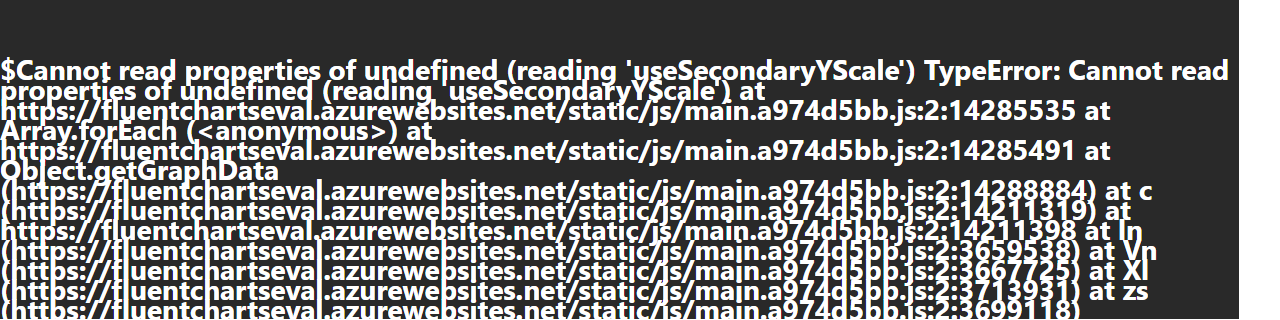 $Cannot read properties of undefined (reading 'useSecondaryYScale') TypeError: Cannot read
properties of undefined (reading 'useSecondaryYScale') at
https://fluentchartseval.azurewebsites.net/static/js/main.a974d5bb.js:2:14285535 at
Array.forEach (<anonymous>) at
https://fluentchartseval.azurewebsites.net/static/js/main.a974d5bb.js:2:14285491 at
Object.getGraphData
(https://fluentchartseval.azurewebsites.net/static/js/main.a974d5bb.js:2:14288884) at c
(https://fluentchartseval.azurewebsites.net/static/js/main.a974d5bb.js:2:14211319) at
https://fluentchartseval.azurewebsites.net/static/js/main.a974d5bb.js:2:14211398 at ln
(https://fluentchartseval.azurewebsites.net/static/js/main.a974d5bb.js:2:3659538) at Vn
(https://fluentchartseval.azurewebsites.net/static/js/main.a974d5bb.js:2:3667725) at Xl
(https://fluentchartseval.azurewebsites.net/static/js/main.a974d5bb.js:2:3713931) at zs
(https://fluentchartseval.azurewebsites.net/static/js/main.a974d5bb.js:2:3699118)